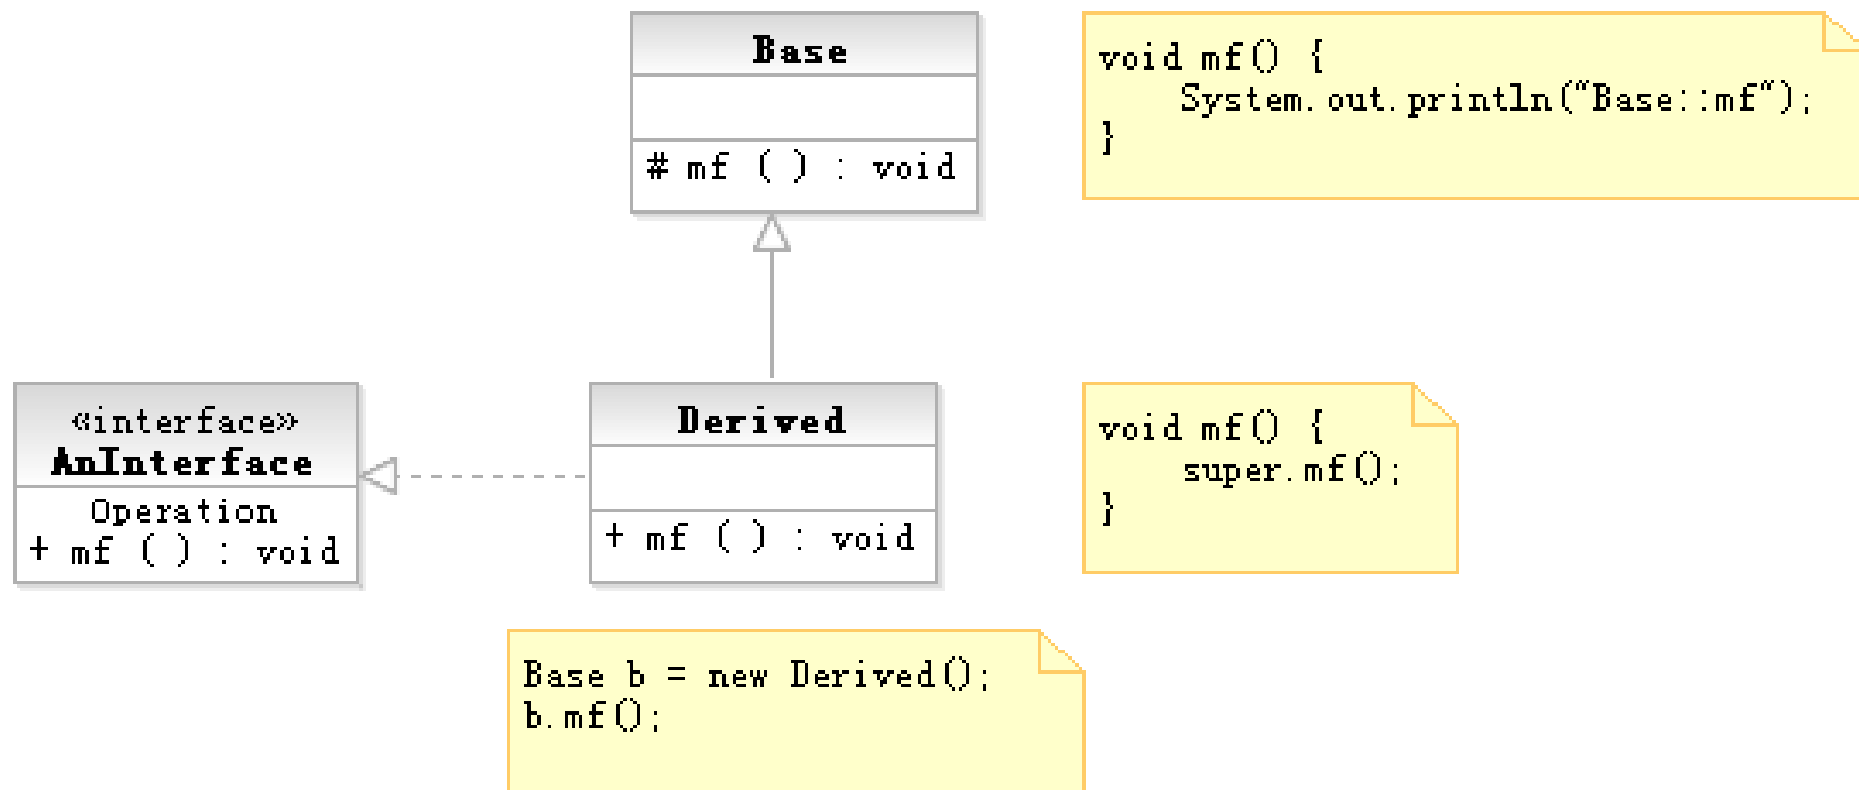 Base
# mf ( ) : void
void mf() {
System.out.println("Base::mf");
}
«interface»
AnInterface
Operation
+ mf ( ) : void
Derived
+ mf ( ) : void
void mf() {
super.mf();
}
Base b = new Derived();
b.mf();